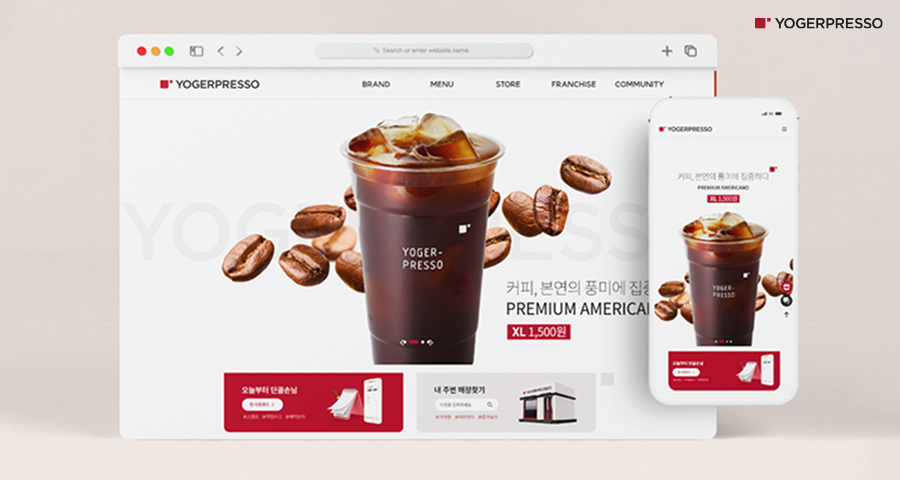 YOGERPRESSO
Search or enter website name
YOGERPRESSO
BRAND
MENU
STORE
FRANCHISE
COMMUNITY
YOGERPRESSO
YOGER-
PRESSO
커피, 본연의 풍미에 집중
PREMIUM AMERICAN
XL 1,500원
오늘부터 단골손님
내 주변 매장찾기
YOGERPRESSO
YOGERPRESSO
커피, 본연의 풍미에 집중하다
PREMIUM AMERICANO
XL 1,500원
YOGER-
PRESSO
오늘부터 단골손님